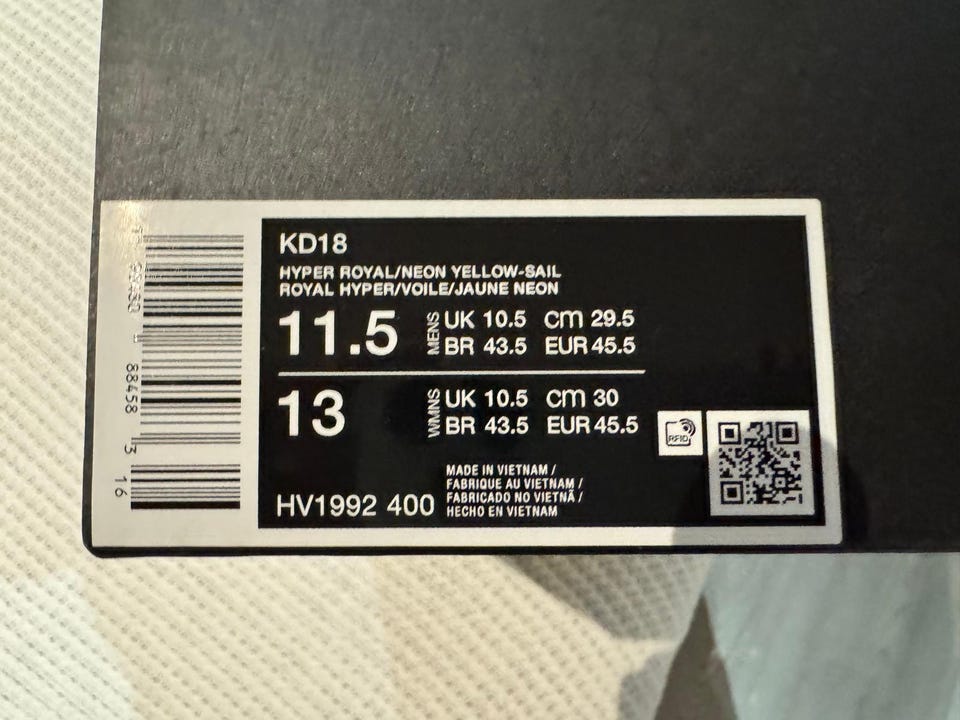 KD18
HYPER ROYAL/NEON YELLOW-SAIL
ROYAL HYPER/VOILE/JAUNE NEON
11.5 MENS UK 10.5 CM 29.5
BR 43.5 EUR 45.5
13 WMNS UK 10.5 CM 30
BR 43.5 EUR 45.5
RFID
MADE IN VIETNAM /
FABRIQUE AU VIETNAM /
FABRICADO NO VIETNÃ /
HECHO EN VIETNAM
HV1992 400
88458